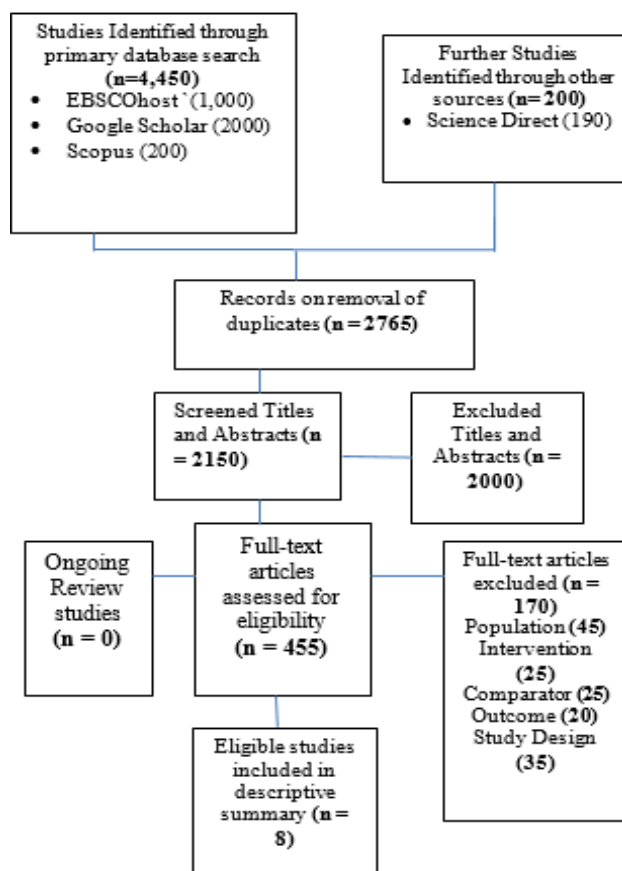 Studies Identified through
primary database search
(n=4,450)
• EBSCOhost `(1,000)
• Google Scholar (2000)
• Scopus (200)
Further Studies
Identified through other
sources (n= 200)
• Science Direct (190)
Records on removal of
duplicates (n = 2765)
Screened Titles
and Abstracts (n
= 2150)
Excluded
Titles and
Abstracts (n =
2000)
Ongoing
Review
studies
(n = 0)
Full-text
articles
assessed for
eligibility
(n = 455)
Full-text articles
excluded (n =
170)
Population (45)
Intervention
(25)
Comparator (25)
Outcome (20)
Study Design
(35)
Eligible studies
included in
descriptive
summary (n =
8)